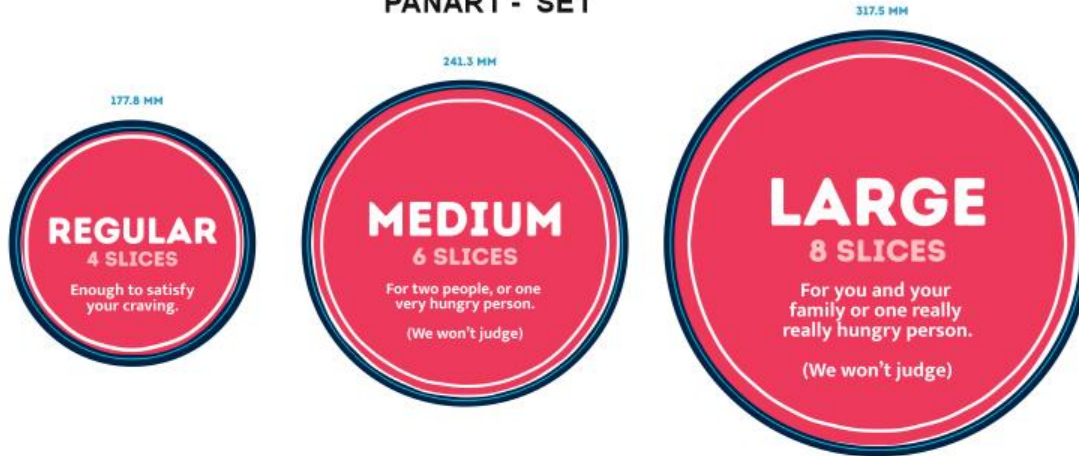 PANART - SET
177.8 MM
REGULAR
4 SLICES
Enough to satisfy
your craving.
241.3 MM
MEDIUM
6 SLICES
For two people, or one
very hungry person.
(We won't judge)
317.5 MM
LARGE
8 SLICES
For you and your
family or one really
really hungry person.
(We won't judge)